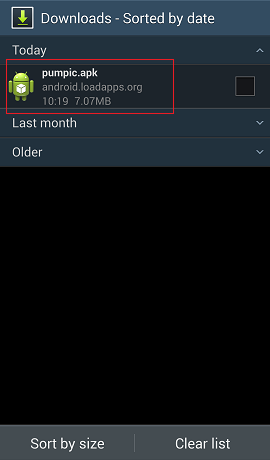 Downloads - Sorted by date
Today
pumpic.apk
android.loadapps.org
10:19 7.07MB
Last month
Older
Sort by size
Clear list